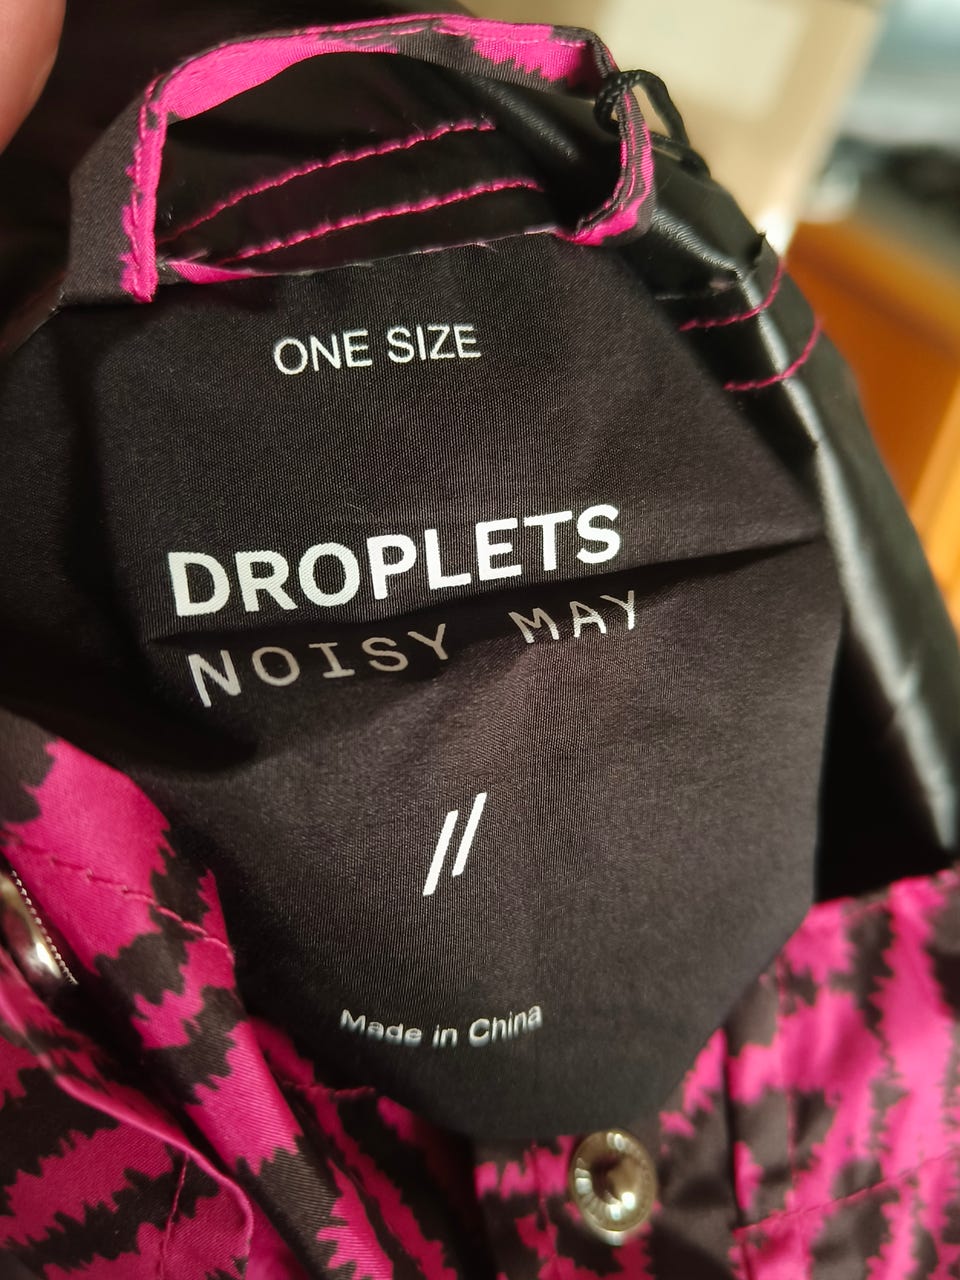 ONE SIZE
DROPLETS
NOISY MAY
//
Made in China